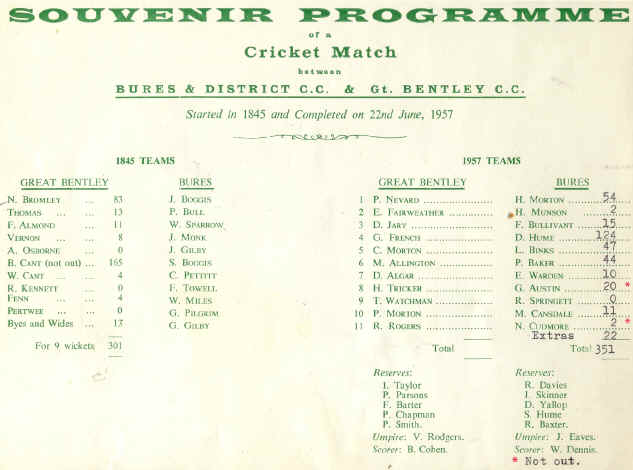 SOUVENIR PROGRAMME
of a
Cricket Match
between
BURES & DISTRICT C.C. & Gt. BENTLEY C.C.
Started in 1845 and Completed on 22nd June, 1957
1845 TEAMS
GREAT BENTLEY
N. BROMLEY ... 83
THOMAS ... ... 13
F. ALMOND ... 11
VERNON ... ... 8
A. OSBORNE ... 0
B. CANT (not out) ... 165
W. CANT ... ... 4
R. KENNETT ... 0
FENN ... ... 4
PERTWEE ... ... 0
Byes and Wides ... 17
For 9 wickets 301
BURES
J. BOGGIS
P. BULL
W. SPARROW
J. MONK
J. GILBY
S. BOGGIS
C. PETTITT
F. TOWELL
W. MILES
G. PILGRIM
G. GILBY
1957 TEAMS
GREAT BENTLEY
1 P. NEVARD
2 E. FAIRWEATHER
3 D. JARY
4 G. FRENCH
5 C. MORTON
6 M. ALLINGTON
7 D. ALGAR
8 H. TRICKER
9 T. WATCHMAN
10 P. MORTON
11 R. ROGERS
Total
Reserves:
I. Taylor
P. Parsons
F. Barter
P. Chapman
P. Smith.
Umpire: V. Rodgers.
Scorer: B. Cohen.
BURES
H. MORTON 54
H. MUNSON 2
F. BULLIVANT 15
D. HUME 124
L. BINKS 47
P. BAKER 44
E. WARDEN 10
G. AUSTIN 20 *
R. SPRINGETT 0
M. CANSDALE 11
N. CUDMORE 2 *
Extras 22
Total 351
Reserves:
R. Davies
J. Skinner
D. Yallop
S. Hume
R. Baxter.
Umpire: J. Eaves.
Scorer: W. Dennis.
* Not out.